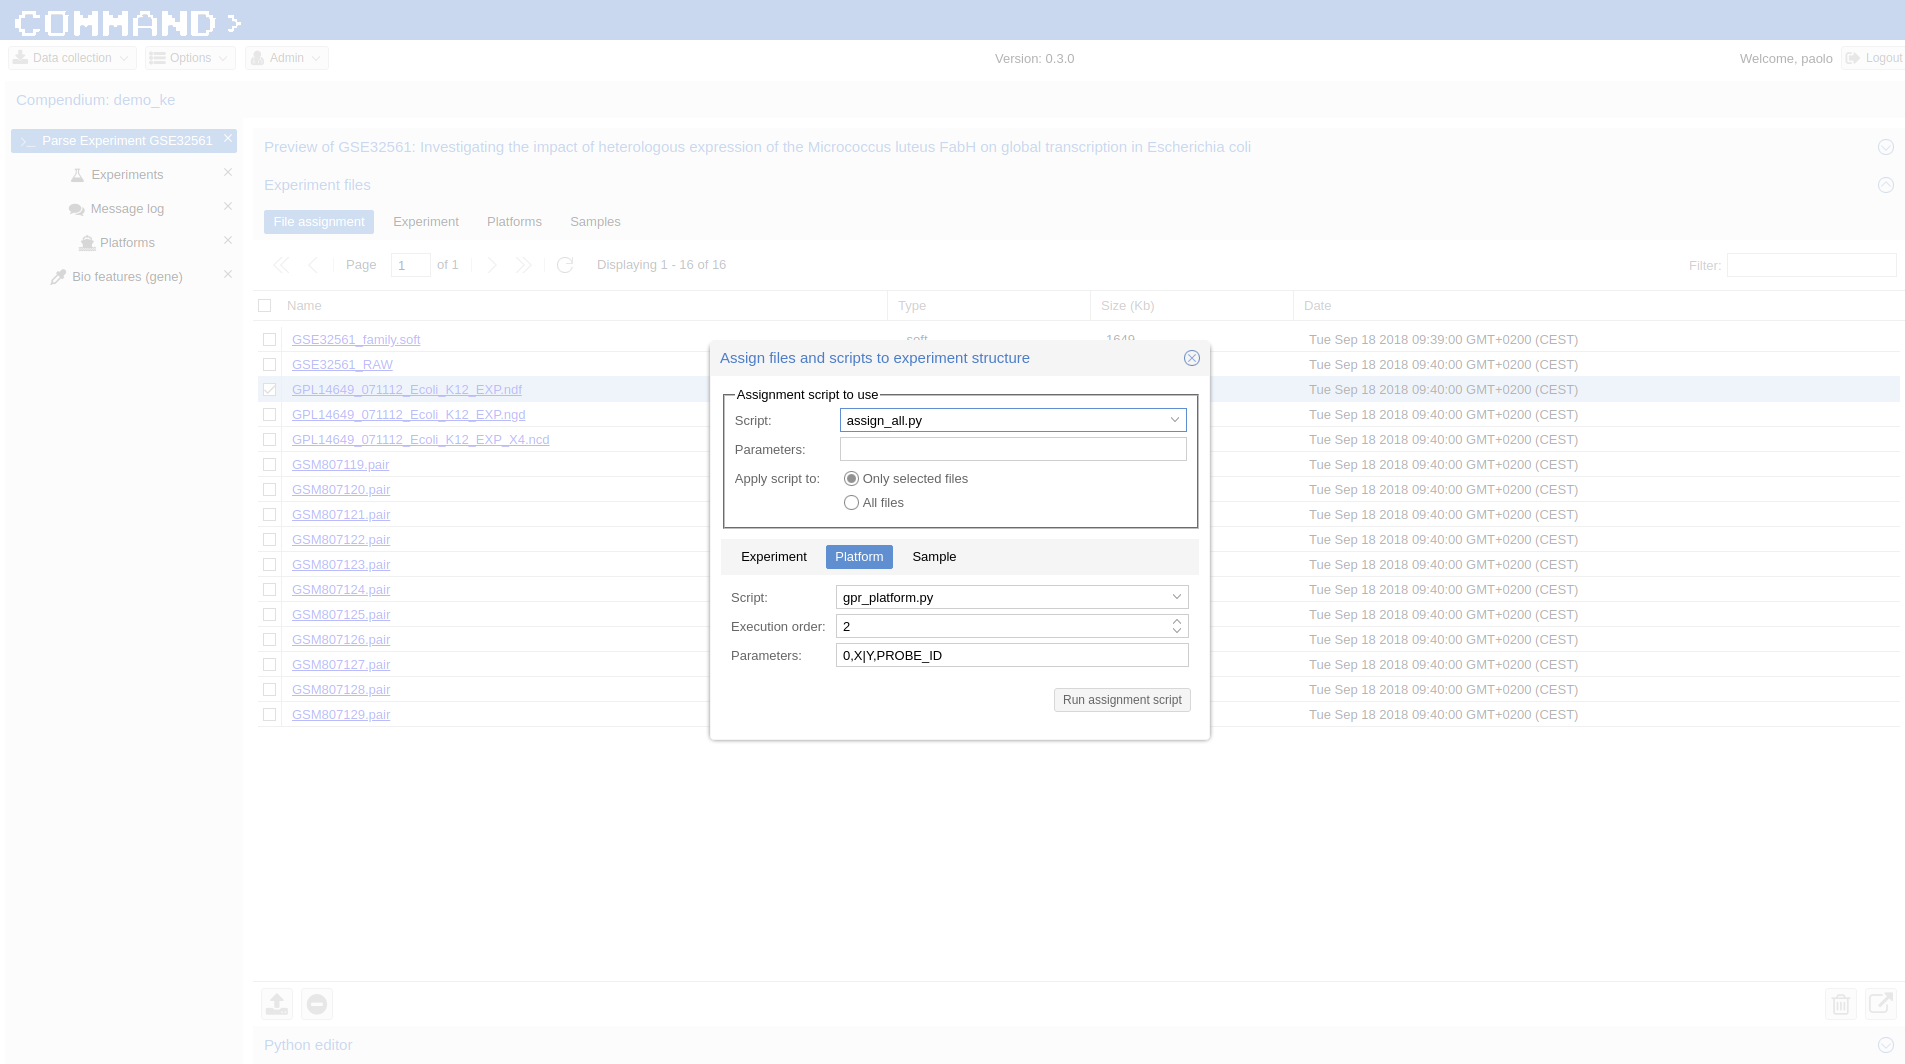 COMMAND>
Data collection Options Admin Version: 0.3.0 Welcome, paolo Logout
Compendium: demo_ke
Parse Experiment GSE32561
Experiments
Message log
Platforms
Bio features (gene)
Preview of GSE32561: Investigating the impact of heterologous expression of the Micrococcus luteus FabH on global transcription in Escherichia coli
Experiment files
File assignment Experiment Platforms Samples
Page 1 of 1 Displaying 1 - 16 of 16 Filter:
Name Type Size (Kb) Date
GSE32561_family.soft .soft 1649 Tue Sep 18 2018 09:39:00 GMT+0200 (CEST)
GSE32561_RAW Tue Sep 18 2018 09:40:00 GMT+0200 (CEST)
GPL14649_071112_Ecoli_K12_EXP.ndf Tue Sep 18 2018 09:40:00 GMT+0200 (CEST)
GPL14649_071112_Ecoli_K12_EXP.ngd Tue Sep 18 2018 09:40:00 GMT+0200 (CEST)
GPL14649_071112_Ecoli_K12_EXP_X4.ncd Tue Sep 18 2018 09:40:00 GMT+0200 (CEST)
GSM807119.pair Tue Sep 18 2018 09:40:00 GMT+0200 (CEST)
GSM807120.pair Tue Sep 18 2018 09:40:00 GMT+0200 (CEST)
GSM807121.pair Tue Sep 18 2018 09:40:00 GMT+0200 (CEST)
GSM807122.pair Tue Sep 18 2018 09:40:00 GMT+0200 (CEST)
GSM807123.pair Tue Sep 18 2018 09:40:00 GMT+0200 (CEST)
GSM807124.pair Tue Sep 18 2018 09:40:00 GMT+0200 (CEST)
GSM807125.pair Tue Sep 18 2018 09:40:00 GMT+0200 (CEST)
GSM807126.pair Tue Sep 18 2018 09:40:00 GMT+0200 (CEST)
GSM807127.pair Tue Sep 18 2018 09:40:00 GMT+0200 (CEST)
GSM807128.pair Tue Sep 18 2018 09:40:00 GMT+0200 (CEST)
GSM807129.pair Tue Sep 18 2018 09:40:00 GMT+0200 (CEST)
Assign files and scripts to experiment structure
Assignment script to use
Script: assign_all.py
Parameters:
Apply script to: Only selected files
All files
Experiment Platform Sample
Script: gpr_platform.py
Execution order: 2
Parameters: 0,X|Y,PROBE_ID
Run assignment script
Python editor